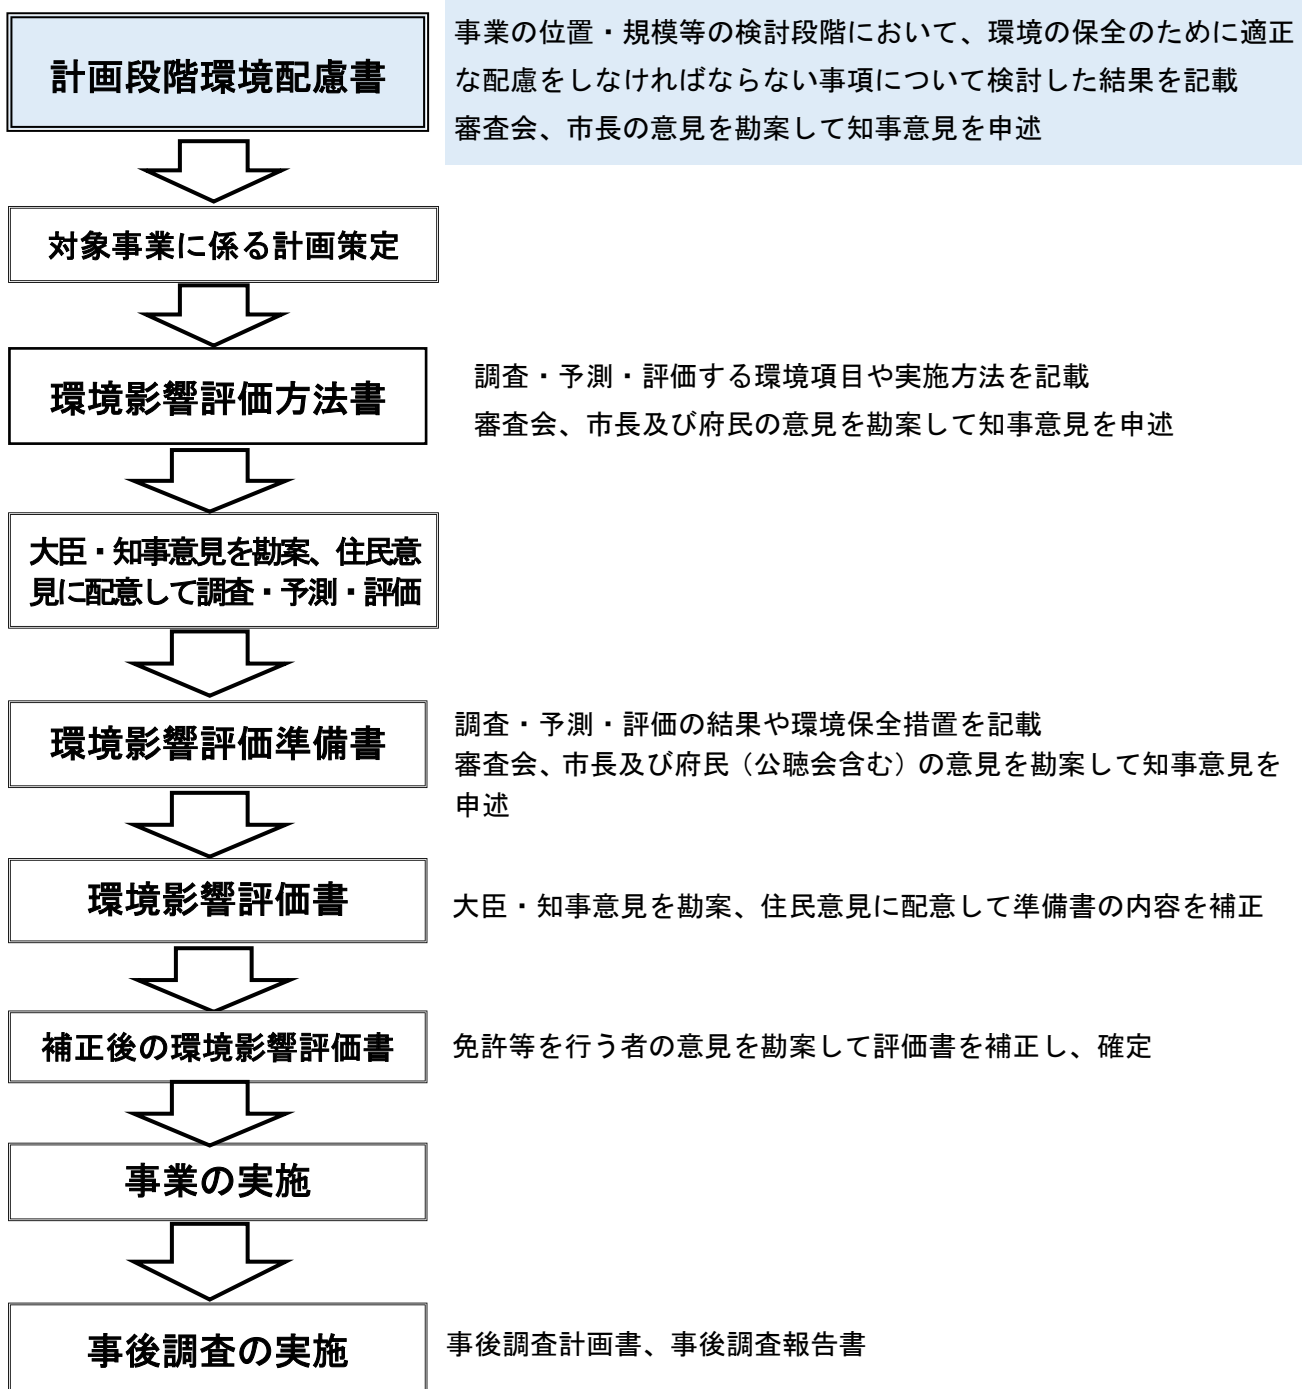 計画段階環境配慮書
事業の位置・規模等の検討段階において、環境の保全のために適正
な配慮をしなければならない事項について検討した結果を記載
審査会、市長の意見を勘案して知事意見を申述
対象事業に係る計画策定
環境影響評価方法書
調査・予測・評価する環境項目や実施方法を記載
審査会、市長及び府民の意見を勘案して知事意見を申述
大臣・知事意見を勘案、住民意
見に配意して調査・予測・評価
環境影響評価準備書
調査・予測・評価の結果や環境保全措置を記載
審査会、市長及び府民（公聴会含む）の意見を勘案して知事意見を
申述
環境影響評価書
大臣・知事意見を勘案、住民意見に配意して準備書の内容を補正
補正後の環境影響評価書
免許等を行う者の意見を勘案して評価書を補正し、確定
事業の実施
事後調査の実施
事後調査計画書、事後調査報告書